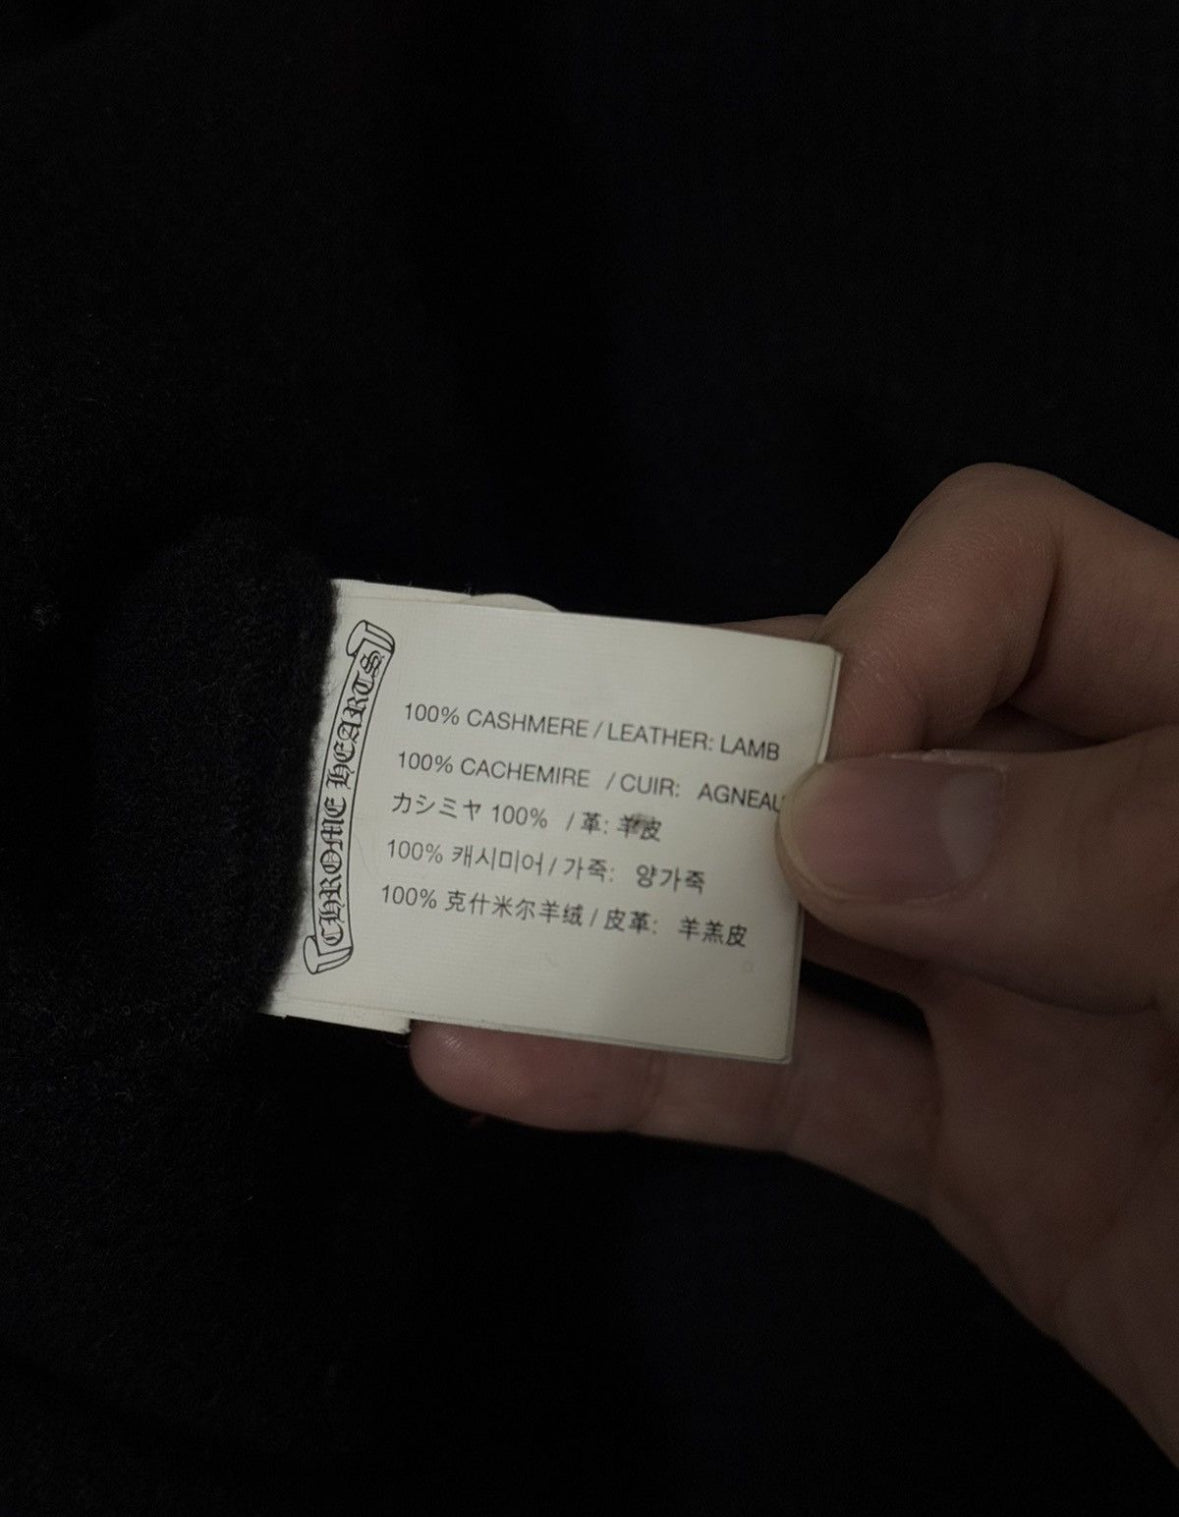 CHROME HEARTS
100% CASHMERE / LEATHER: LAMB
100% CACHEMIRE / CUIR: AGNEAU
カシミヤ 100% / 革: 羊皮
100% 캐시미어 / 가죽: 양가죽
100% 克什米尔羊绒 / 皮革: 羊羔皮